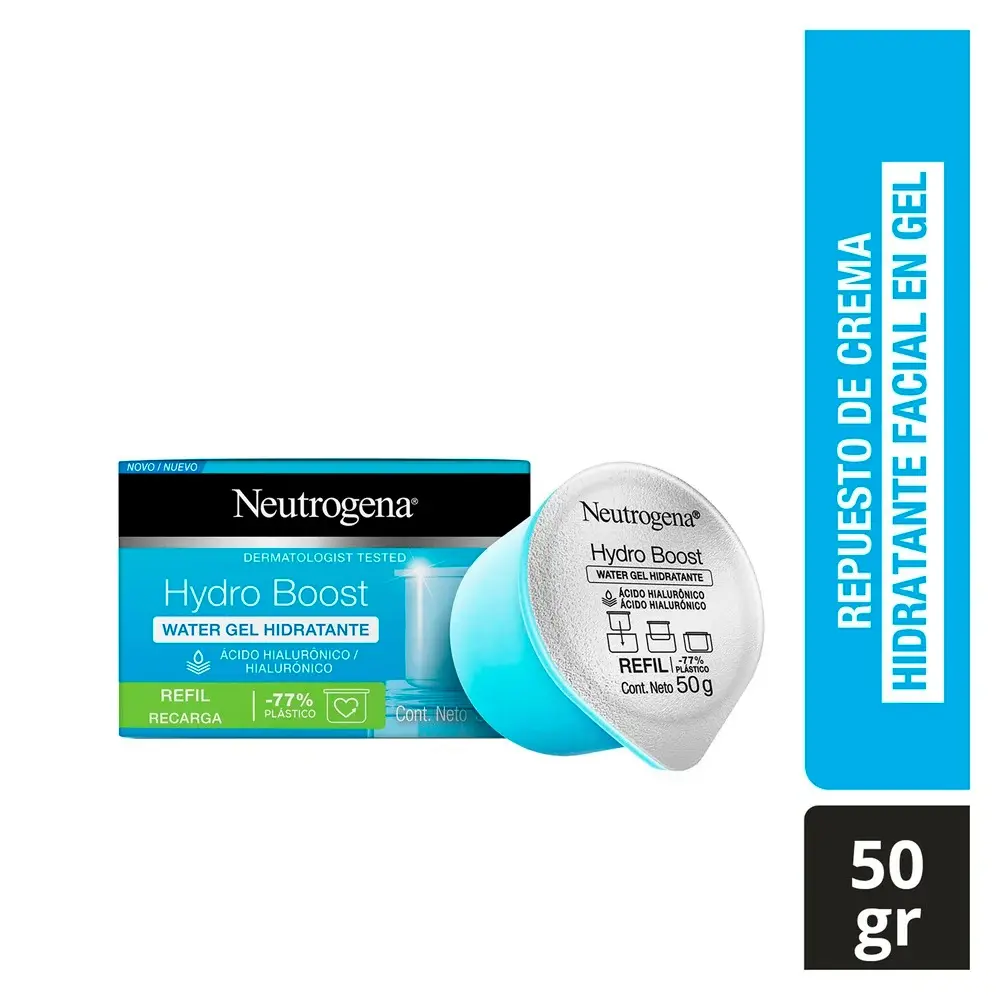 NOVO / NUEVO
Neutrogena®
DERMATOLOGIST TESTED
Hydro Boost
WATER GEL HIDRATANTE
ÁCIDO HIALURÔNICO /
HIALURÓNICO
REFIL
RECARGA
-77%
PLÁSTICO
Cont. Neto
Neutrogena®
Hydro Boost
WATER GEL HIDRATANTE
ÁCIDO HIALURÔNICO
ÁCIDO HIALURÓNICO
REFIL
-77%
PLÁSTICO
Cont. Neto 50 g
REPUESTO DE CREMA
HIDRATANTE FACIAL EN GEL
50
gr